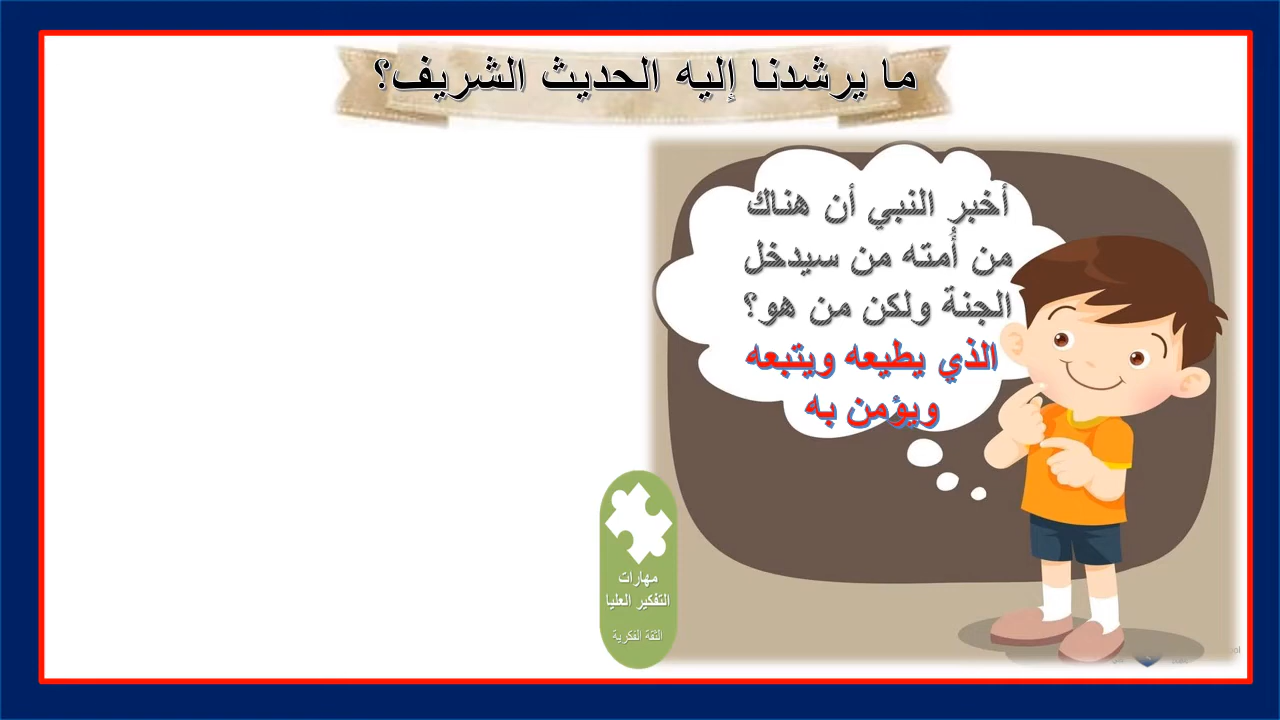 ما يرشدنا إليه الحديث الشريف؟
أخبر النبي أن هناك
من أُمته من سيدخل
الجنة ولكن من هو؟
الذي يطيعه ويتبعه
ويؤمن به
مهارات
التفكير العليا
الثقة الفكرية